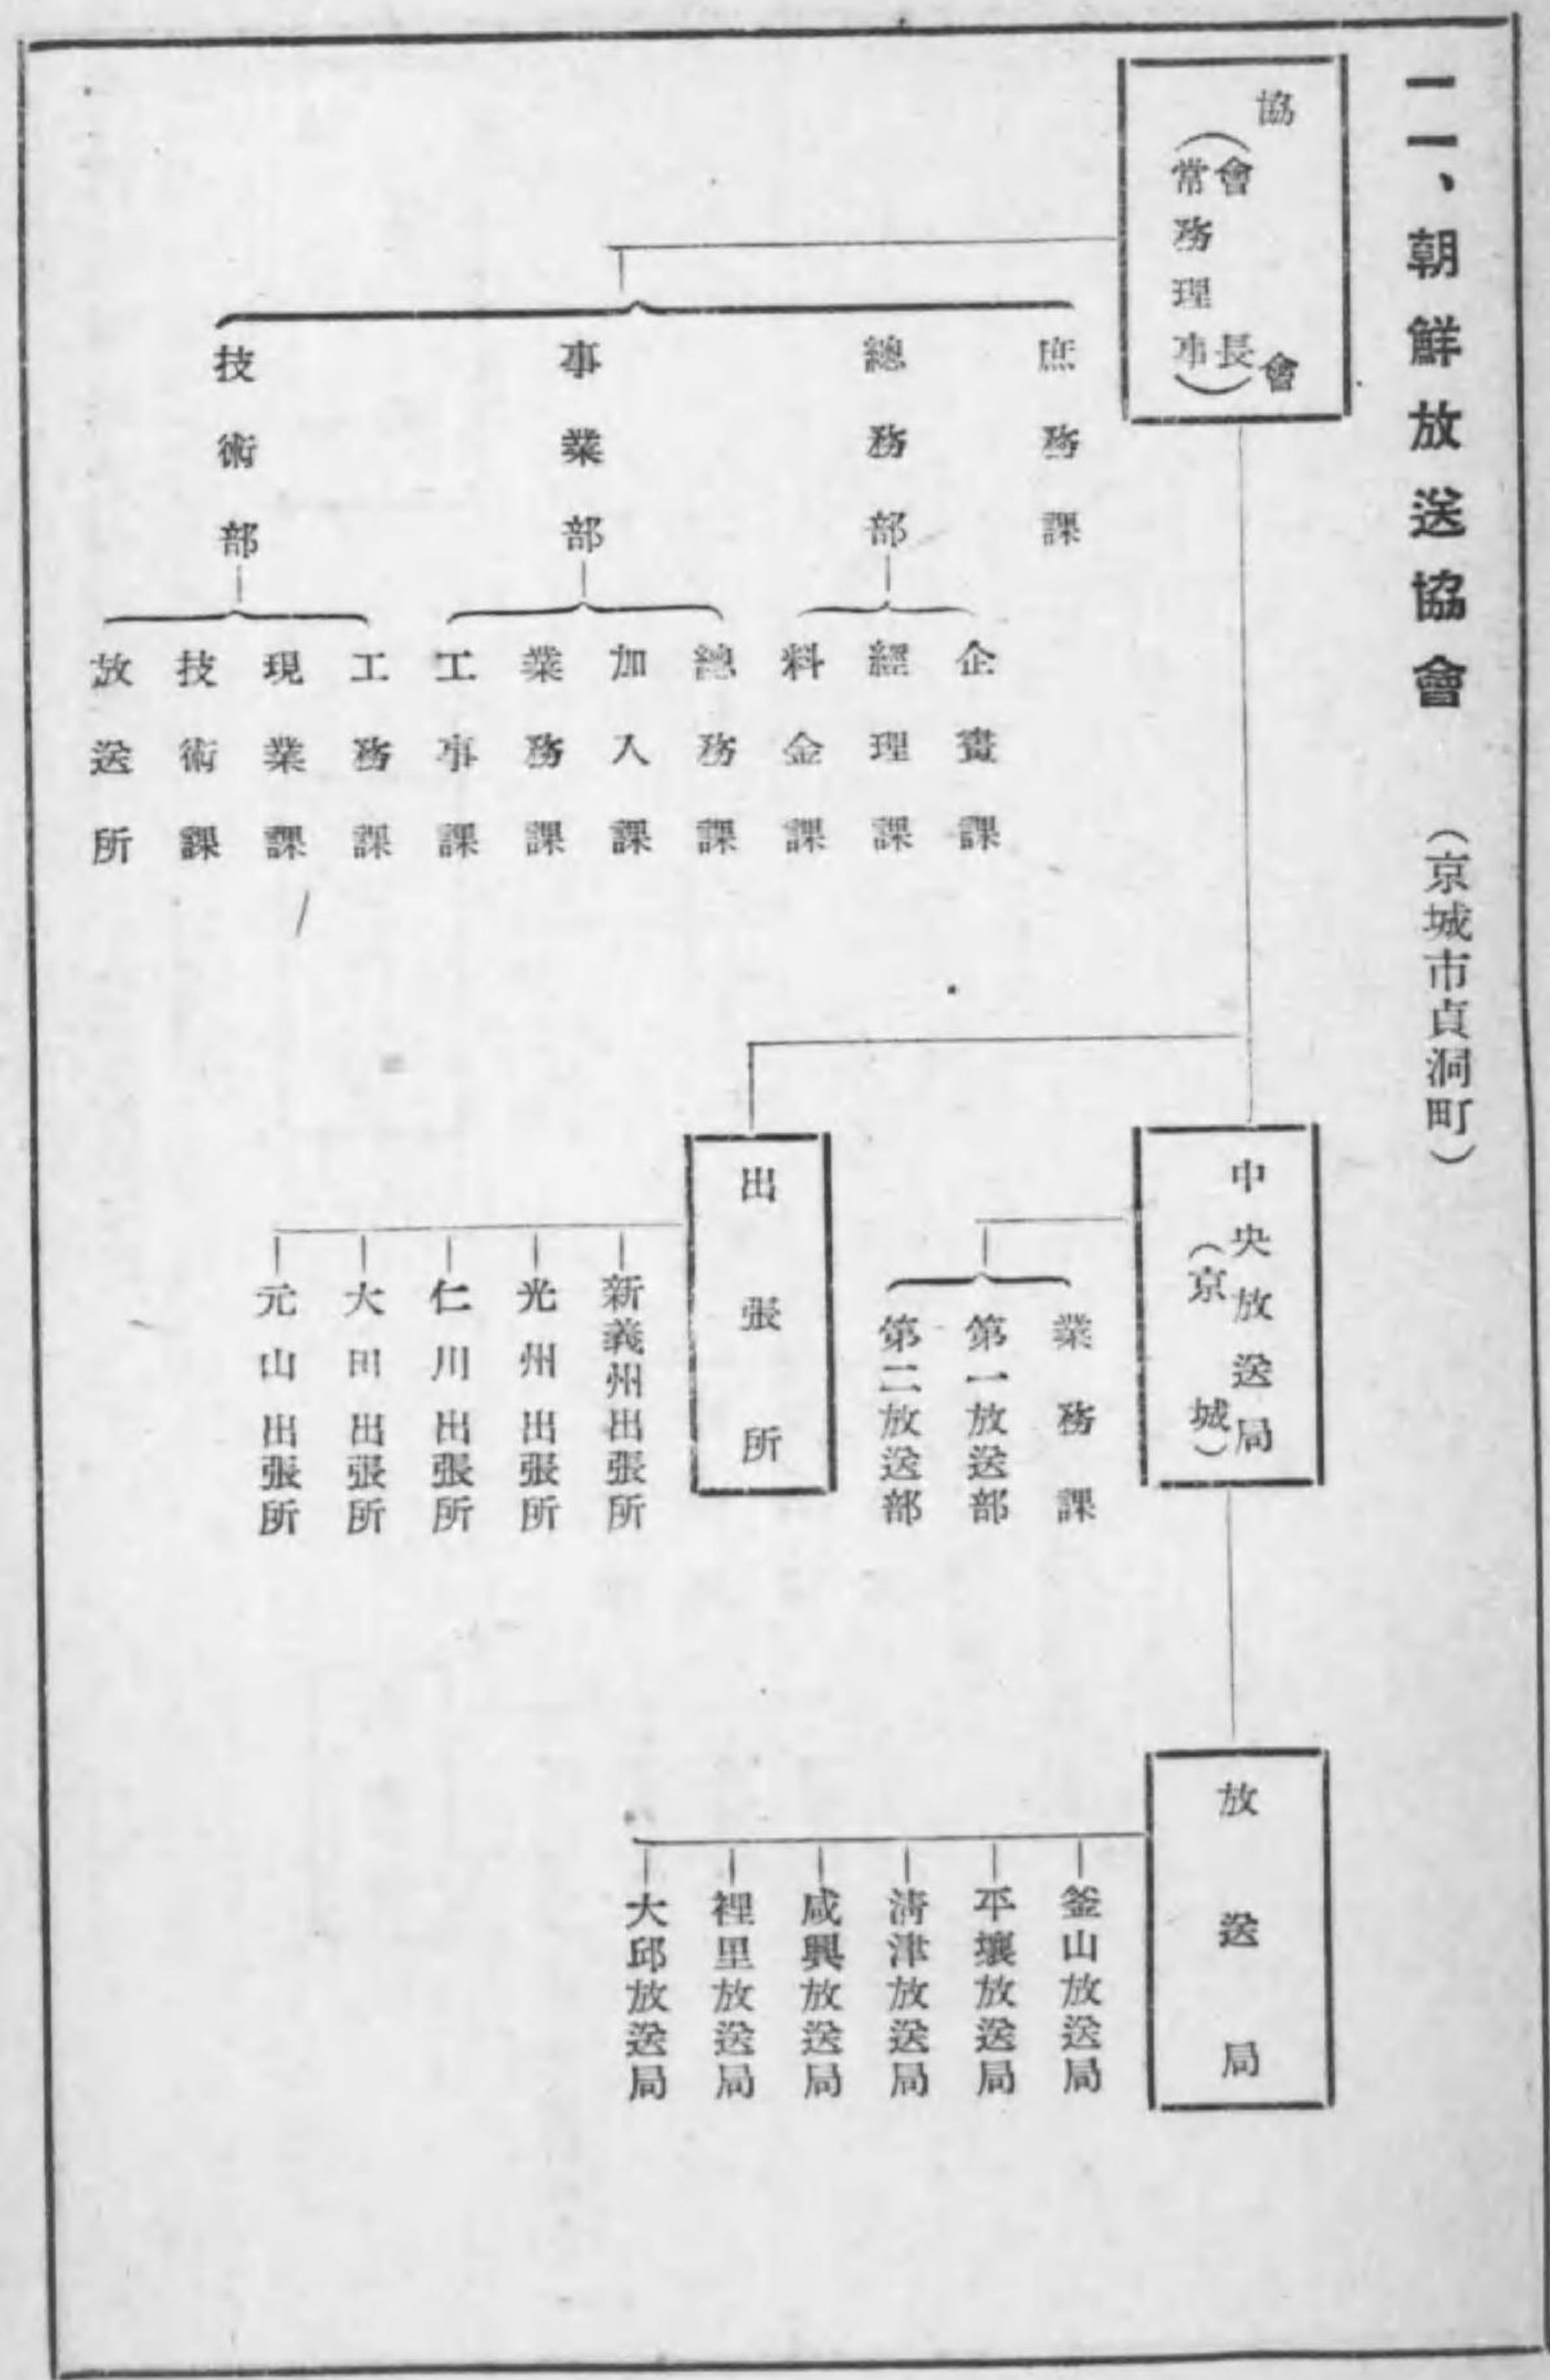 一一、朝鮮放送協會
（京城市貞洞町）
協會
（會長
常務理事）
庶務課
總務部
事業部
技術部
企畫課
經理課
料金課
總務課
加入課
業務課
工事課
工務課
現業課
技術課
放送所
中央放送局
（京城）
業務課
第一放送部
第二放送部
出張所
新義州出張所
光州出張所
仁川出張所
大田出張所
元山出張所
放送局
釜山放送局
平壤放送局
淸津放送局
咸興放送局
裡里放送局
大邱放送局